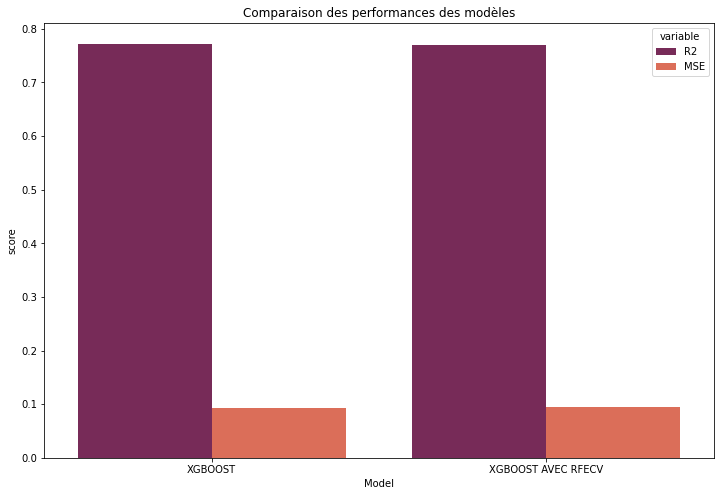 Comparaison des performances des modèles
variable
R2
MSE
score
0.8
0.7
0.6
0.5
0.4
0.3
0.2
0.1
0.0
XGBOOST
XGBOOST AVEC RFECV
Model